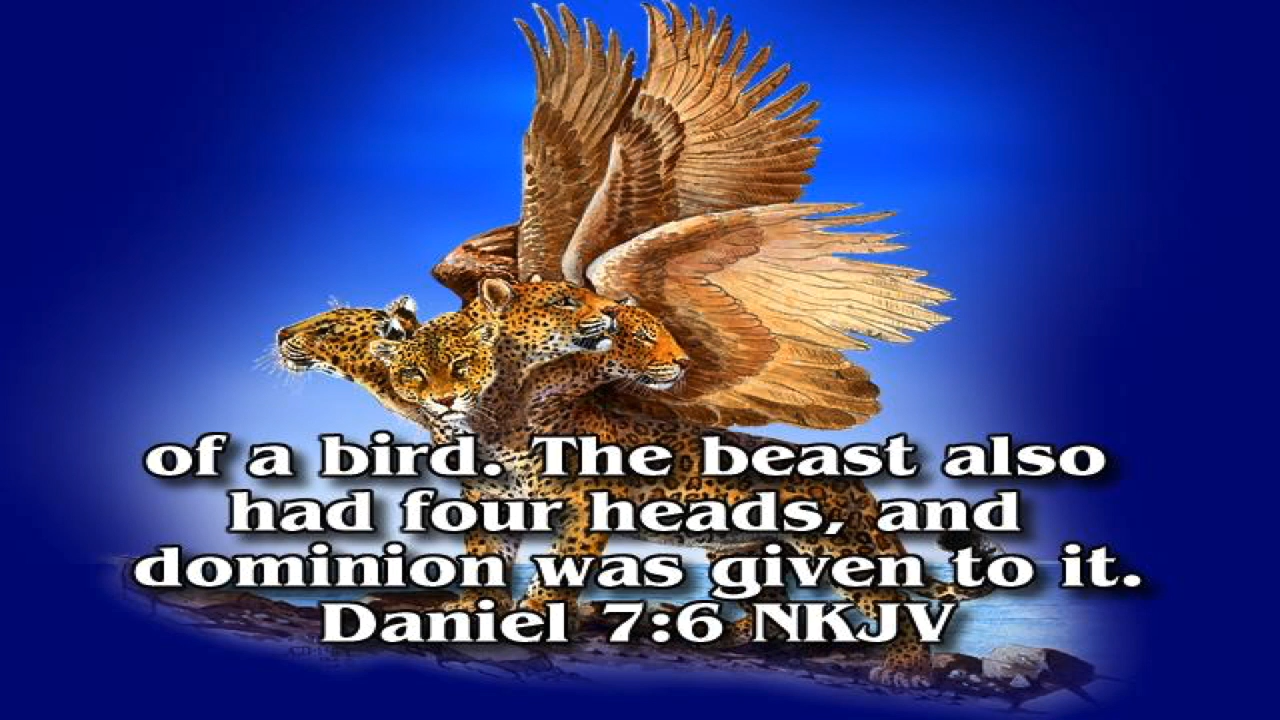 of a bird. The beast also
had four heads, and
dominion was given to it.
Daniel 7:6 NKJV